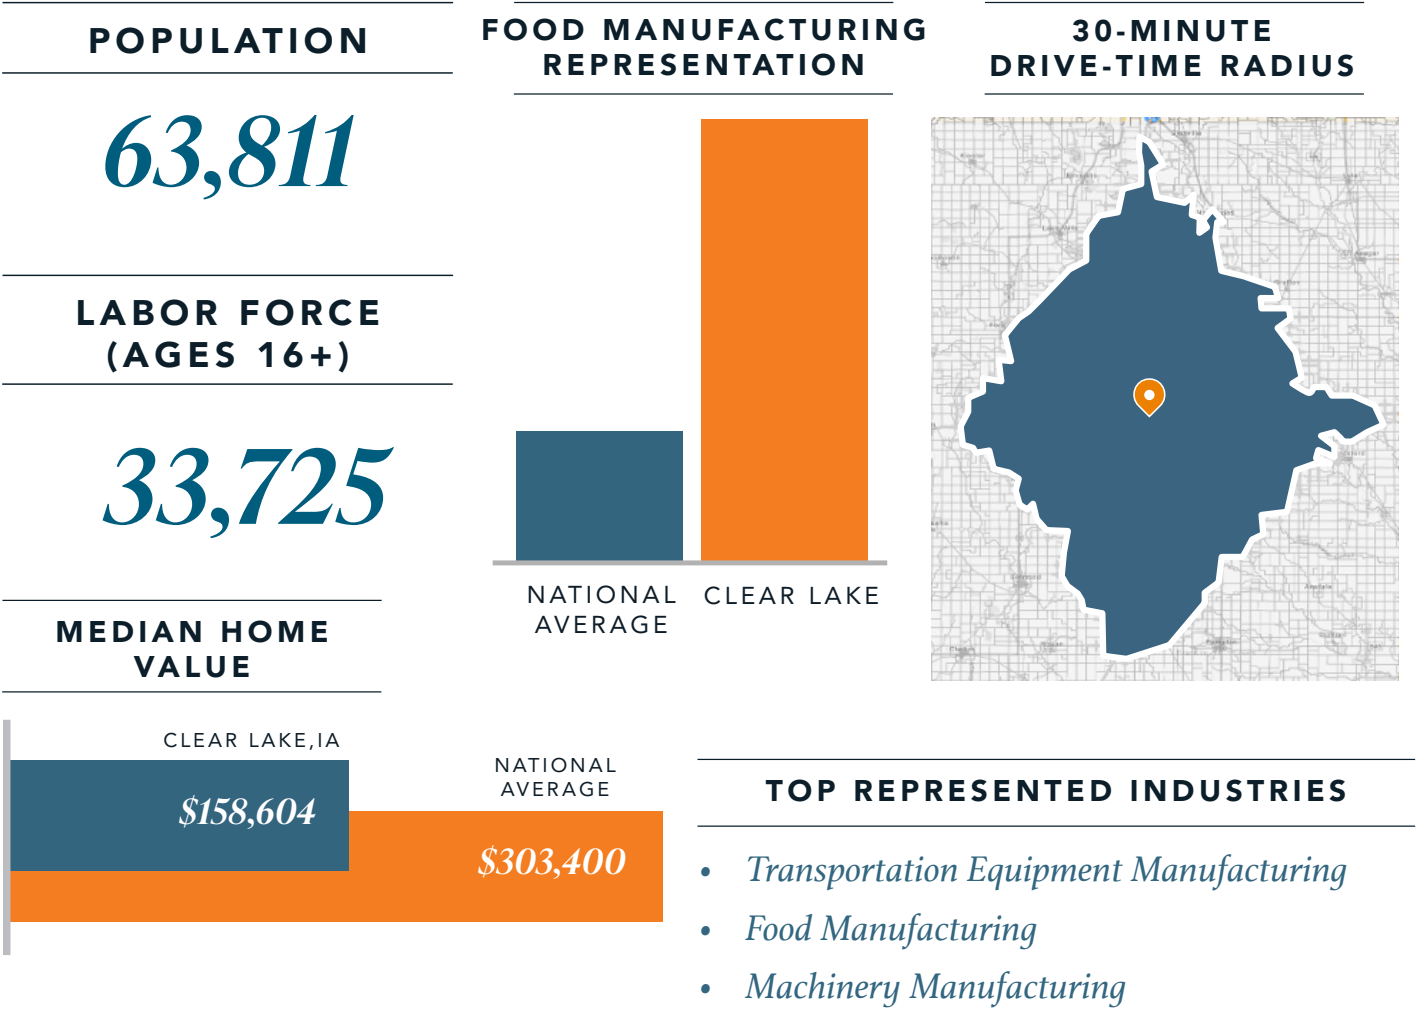 POPULATION
63,811
LABOR FORCE
(AGES 16+)
33,725
MEDIAN HOME
VALUE
CLEAR LAKE,IA
$158,604
NATIONAL
AVERAGE
$303,400
FOOD MANUFACTURING
REPRESENTATION
NATIONAL
AVERAGE
CLEAR LAKE
30-MINUTE
DRIVE-TIME RADIUS
TOP REPRESENTED INDUSTRIES
• Transportation Equipment Manufacturing
• Food Manufacturing
• Machinery Manufacturing